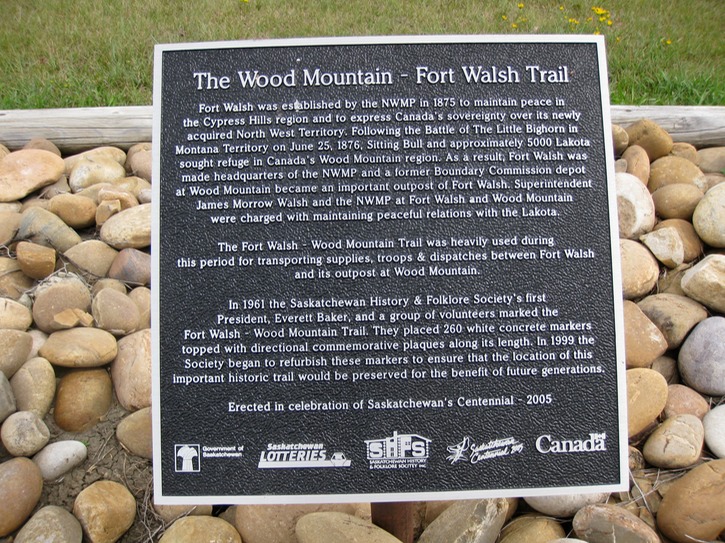 The Wood Mountain - Fort Walsh Trail
Fort Walsh was established by the NWMP in 1875 to maintain peace in
the Cypress Hills region and to express Canada's sovereignty over its newly
acquired North West Territory. Following the Battle of The Little Bighorn in
Montana Territory on June 25, 1876, Sitting Bull and approximately 5000 Lakota
sought refuge in Canada's Wood Mountain region. As a result, Fort Walsh was
made headquarters of the NWMP and a former Boundary Commission depot
at Wood Mountain became an important outpost of Fort Walsh. Superintendent
James Morrow Walsh and the NWMP at Fort Walsh and Wood Mountain
were charged with maintaining peaceful relations with the Lakota.
The Fort Walsh - Wood Mountain Trail was heavily used during
this period for transporting supplies, troops & dispatches between Fort Walsh
and its outpost at Wood Mountain.
In 1961 the Saskatchewan History & Folklore Society's first
President, Everett Baker, and a group of volunteers marked the
Fort Walsh - Wood Mountain Trail. They placed 260 white concrete markers
topped with directional commemorative plaques along its length. In 1999 the
Society began to refurbish these markers to ensure that the location of this
important historic trail would be preserved for the benefit of future generations.
Erected in celebration of Saskatchewan's Centennial - 2005
Government of
Saskatchewan
Saskatchewan
LOTTERIES
SHFS
SASKATCHEWAN HISTORY
& FOLKLORE SOCIETY INC.
Saskatchewan
Centennial 2005
Canada